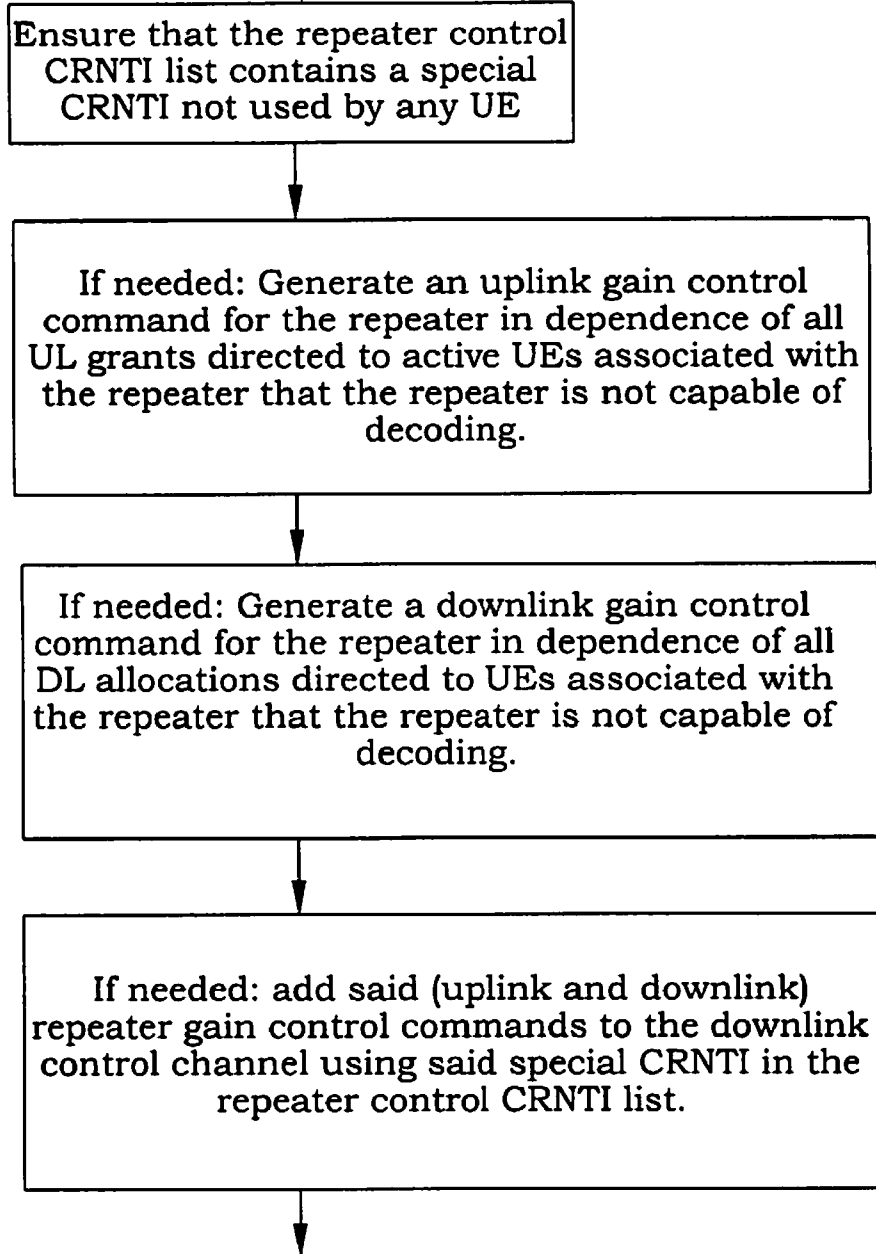 Ensure that the repeater control
CRNTI list contains a special
CRNTI not used by any UE
If needed: Generate an uplink gain control
command for the repeater in dependence of all
UL grants directed to active UEs associated with
the repeater that the repeater is not capable of
decoding.
If needed: Generate a downlink gain control
command for the repeater in dependence of all
DL allocations directed to UEs associated with
the repeater that the repeater is not capable of
decoding.
If needed: add said (uplink and downlink)
repeater gain control commands to the downlink
control channel using said special CRNTI in the
repeater control CRNTI list.